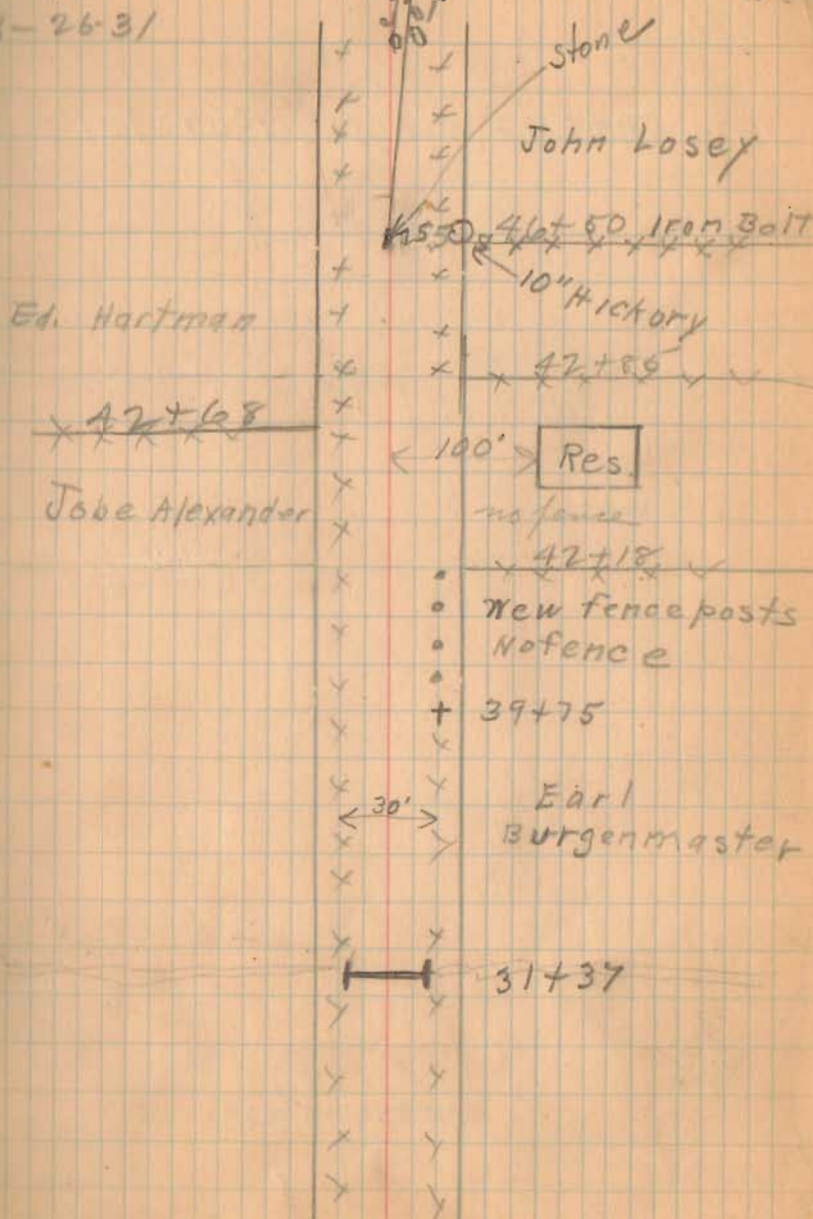 - 26-31
Stone
John Losey
46+50 Iron Bolt
10" Hickory
Ed. Hartman
42+86
42+68
100'
Res.
Jobe Alexander
no fence
42+18
New fence posts
No fence
39+75
30'
Earl
Burgenmaster
31+37